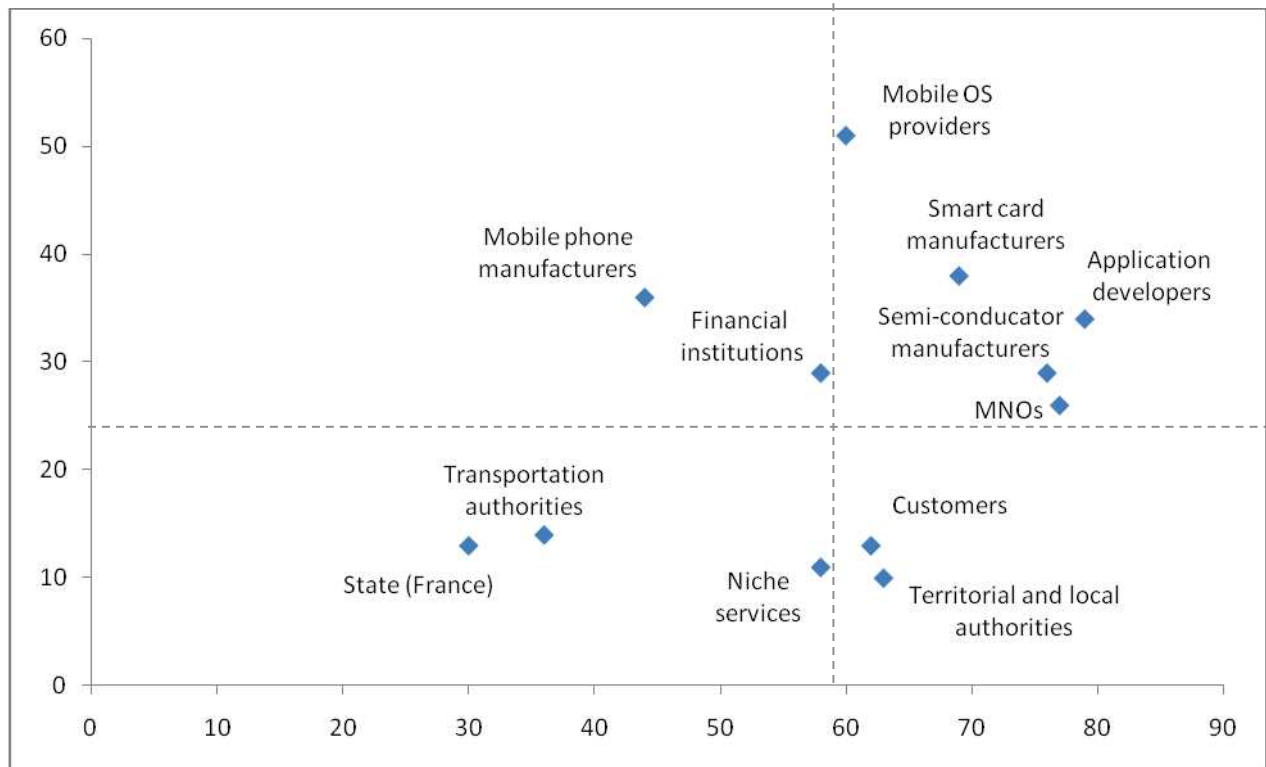 60
50
40
30
20
10
0
Mobile OS
providers
Smart card
manufacturers
Mobile phone
manufacturers
Application
developers
Financial
institutions
Semi-conducator
manufacturers
MNOs
Transportation
authorities
Customers
State (France)
Niche
services
Territorial and local
authorities
0 10 20 30 40 50 60 70 80 90